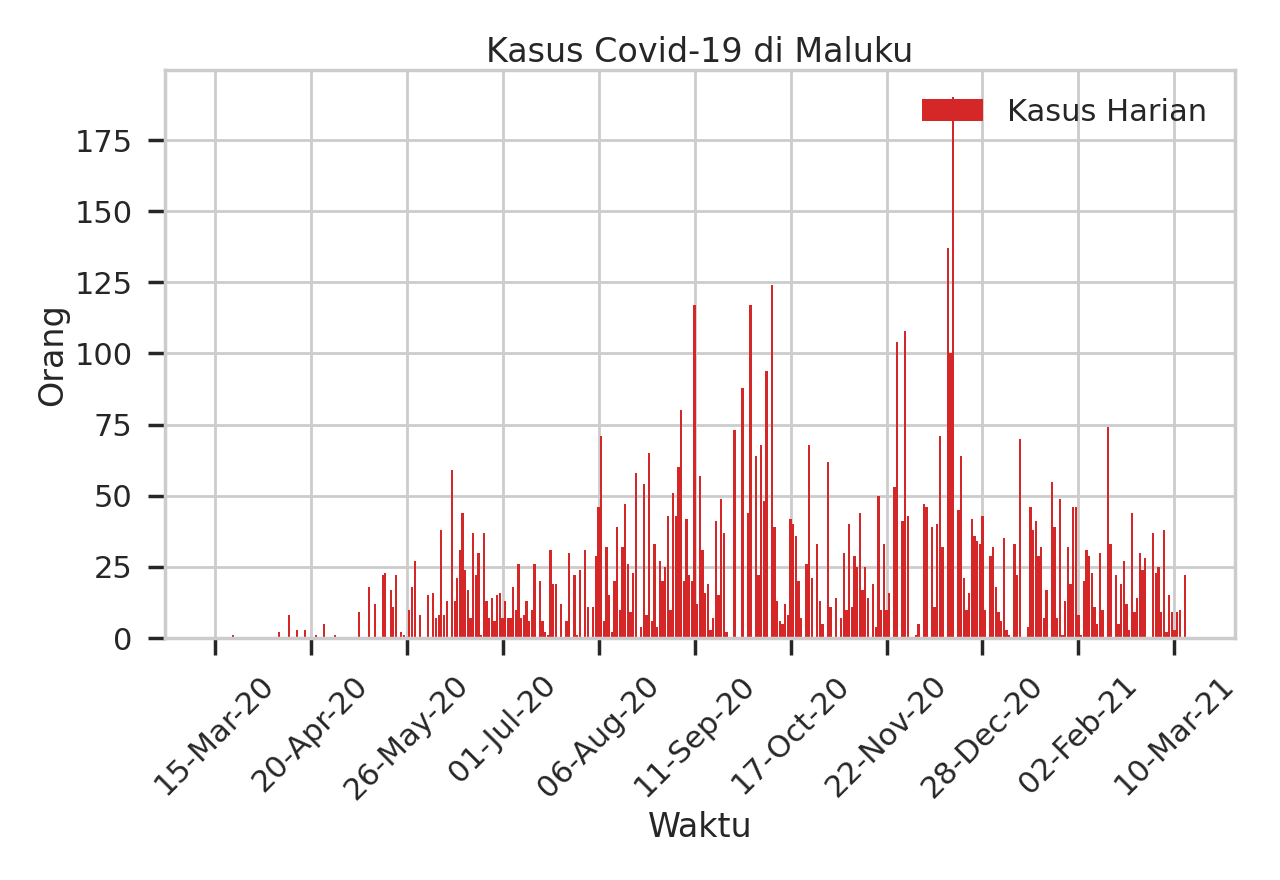 Kasus Covid-19 di Maluku
Kasus Harian
175
150
125
100
75
50
25
0
Orang
15-Mar-20
20-Apr-20
26-May-20
01-Jul-20
06-Aug-20
11-Sep-20
17-Oct-20
22-Nov-20
28-Dec-20
02-Feb-21
10-Mar-21
Waktu